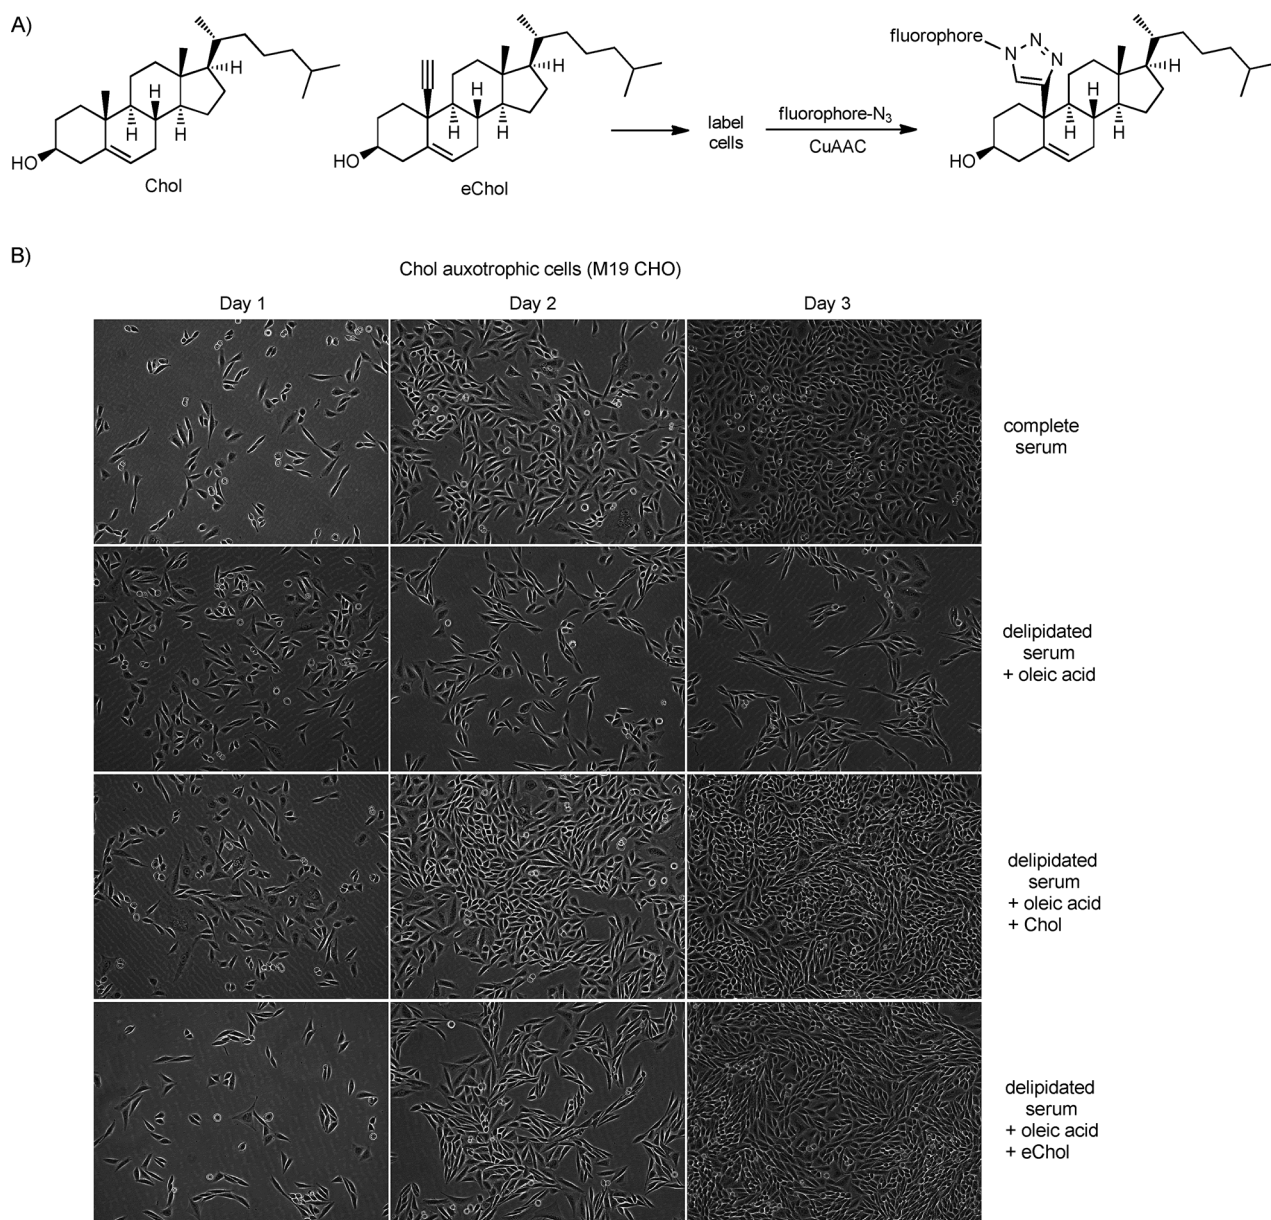 A)
H
H
H
HO
Chol
H
H
H
HO
eChol
label
cells
fluorophore-N3
CuAAC
fluorophore
N
N
N
H
H
H
HO
B)
Chol auxotrophic cells (M19 CHO)
Day 1
Day 2
Day 3
complete
serum
delipidated
serum
+ oleic acid
delipidated
serum
+ oleic acid
+ Chol
delipidated
serum
+ oleic acid
+ eChol